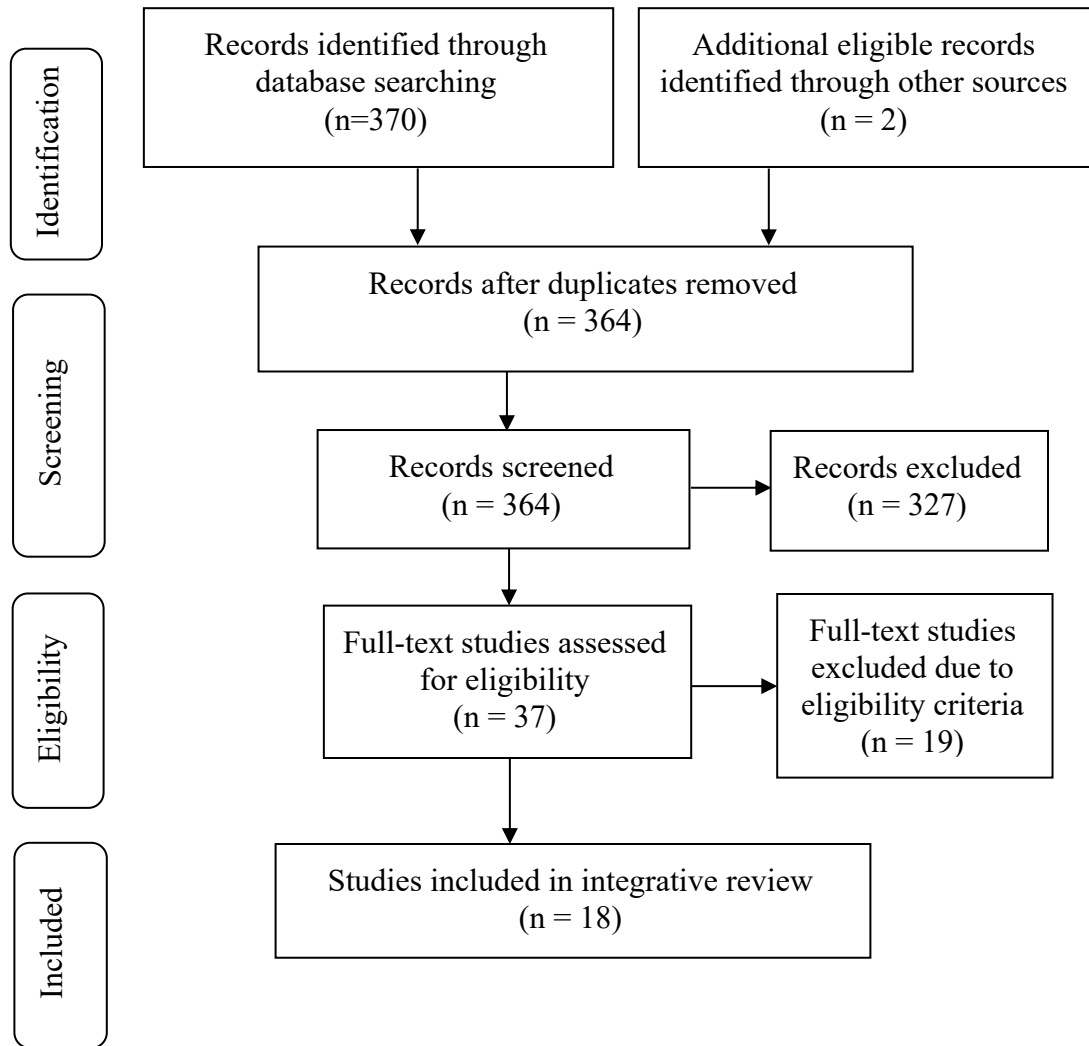 Identification
Records identified through
database searching
(n=370)
Additional eligible records
identified through other sources
(n = 2)
Records after duplicates removed
(n = 364)
Screening
Records screened
(n = 364)
Records excluded
(n = 327)
Eligibility
Full-text studies assessed
for eligibility
(n = 37)
Full-text studies
excluded due to
eligibility criteria
(n = 19)
Included
Studies included in integrative review
(n = 18)